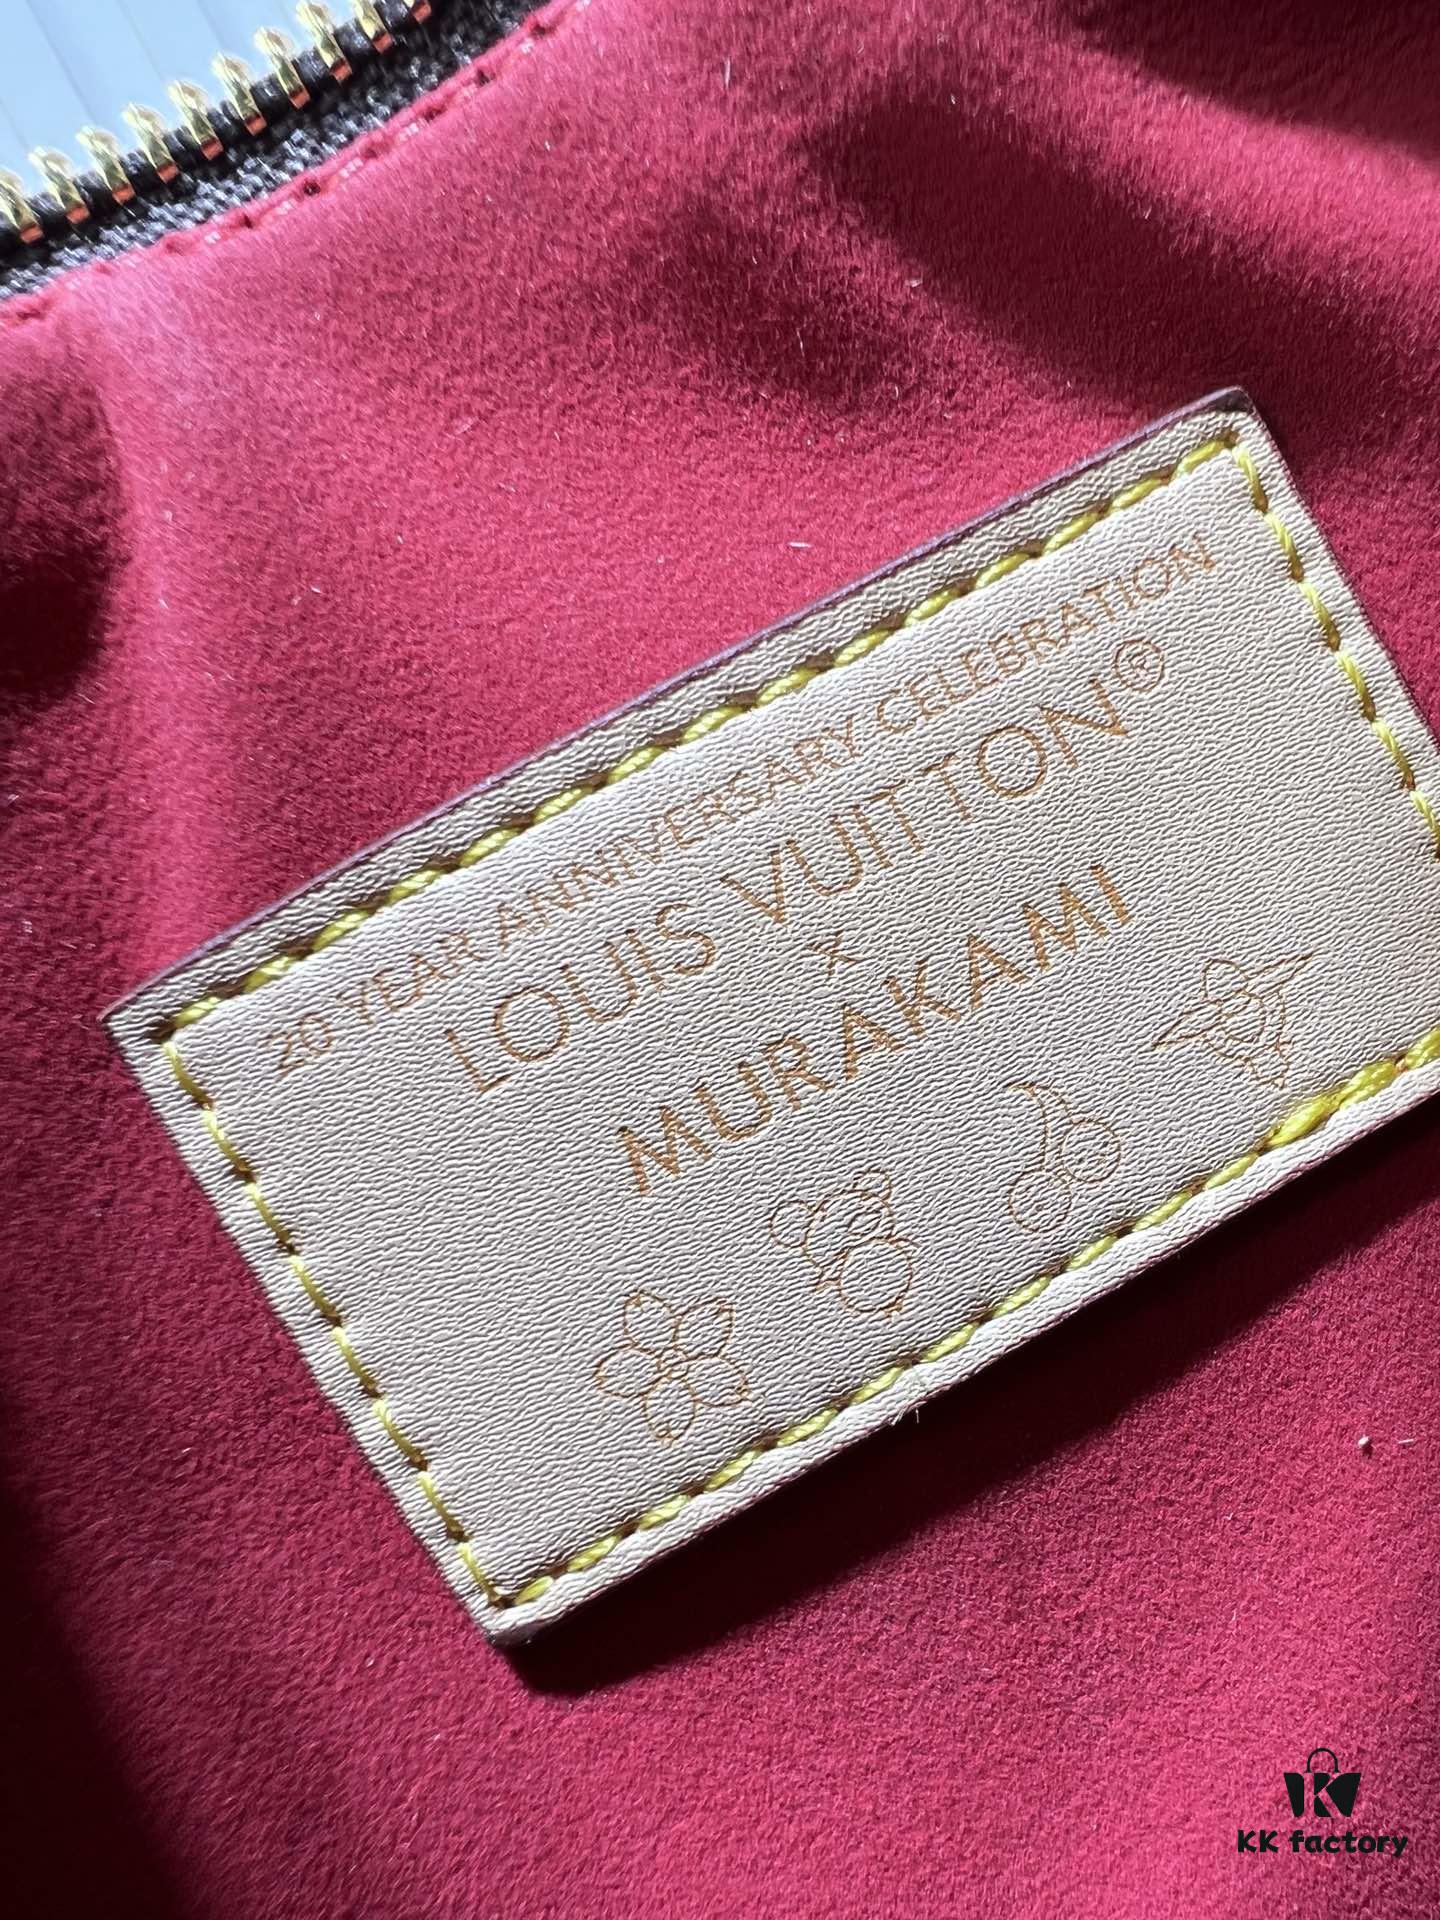 20 YEAR ANNIVERSARY CELEBRATION
LOUIS VUITTON®
x
MURAKAMI
KK factory